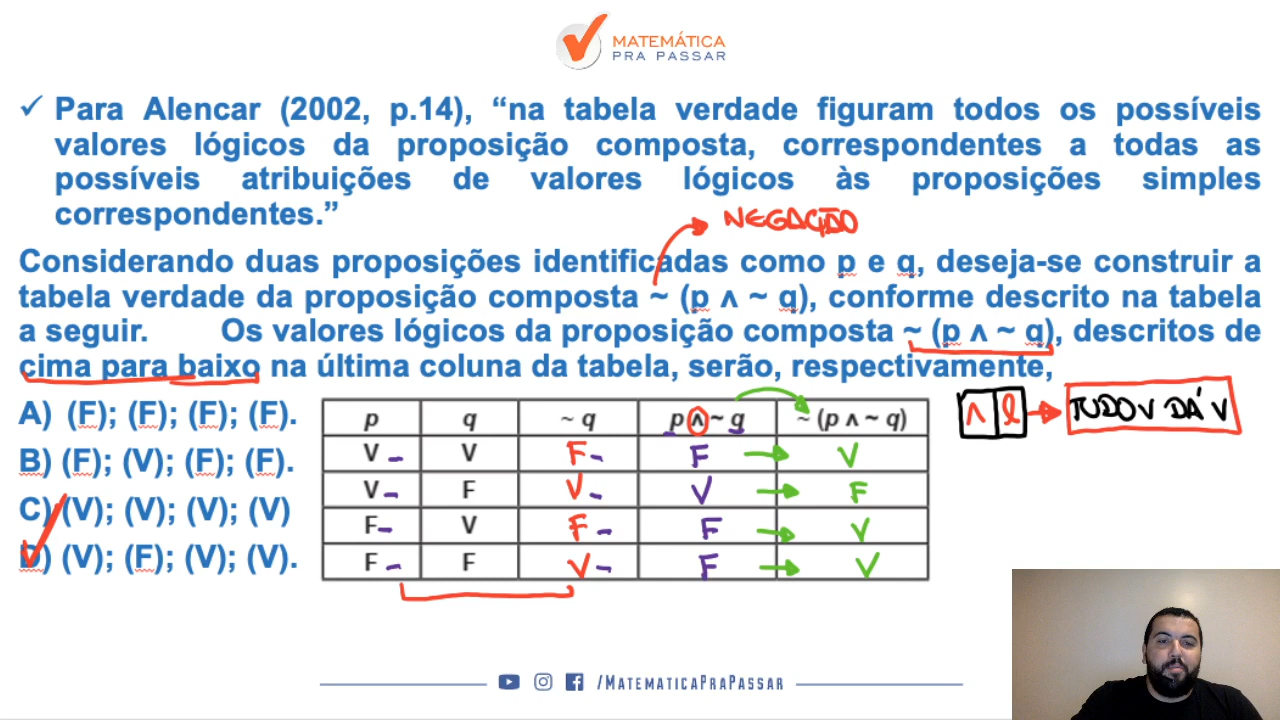 MATEMÁTICA
PRA PASSAR
✓ Para Alencar (2002, p.14), “na tabela verdade figuram todos os possíveis
valores lógicos da proposição composta, correspondentes a todas as
possíveis atribuições de valores lógicos às proposições simples
correspondentes.”
NEGAÇÃO
Considerando duas proposições identificadas como p e q, deseja-se construir a
tabela verdade da proposição composta ~ (p ∧ ~ q), conforme descrito na tabela
a seguir. Os valores lógicos da proposição composta ~ (p ∧ ~ q), descritos de
cima para baixo na última coluna da tabela, serão, respectivamente,
A) (F); (F); (F); (F).
B) (F); (V); (F); (F).
C) (V); (V); (V); (V)
D) (V); (F); (V); (V).
p q ~ q p ∧ ~ q ~ (p ∧ ~ q)
V V F F V
V F V V F
F V F F V
F F V F V
∧ e TUDO V DÁ V
/MATEMATICAPRAPASSAR